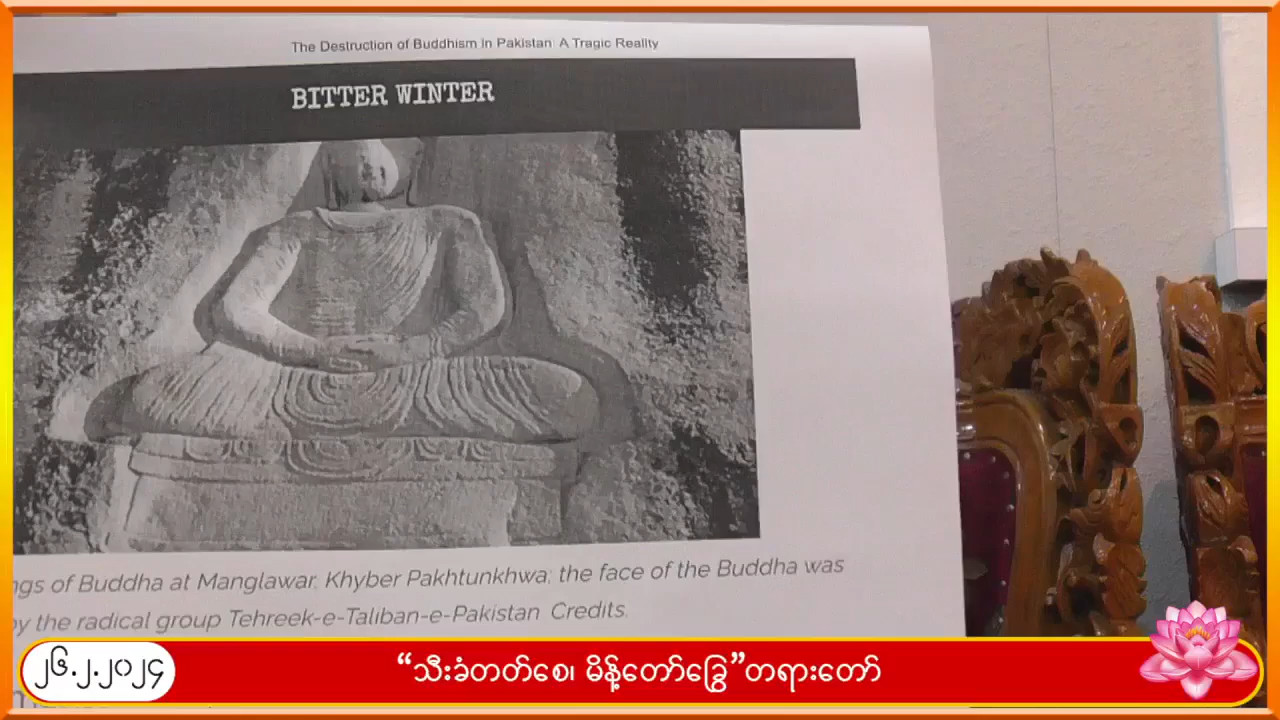 The Destruction of Buddhism in Pakistan: A Tragic Reality
BITTER WINTER
of Buddha at Manglawar, Khyber Pakhtunkhwa; the face of the Buddha was
by the radical group Tehreek-e-Taliban-e-Pakistan Credits.
၂၆.၂.၂၀၂၄
“သီးခံတတ်စေ၊ မိန့်တော်ခြွေ”တရားတော်